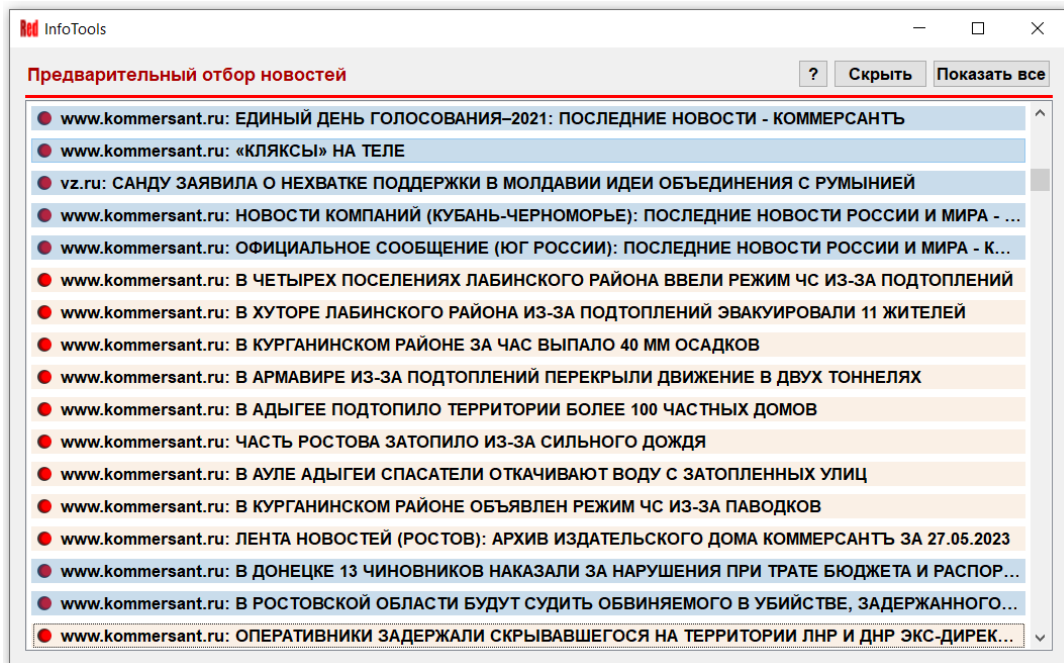 Red InfoTools
Предварительный отбор новостей ? Скрыть Показать все
www.kommersant.ru: ЕДИНЫЙ ДЕНЬ ГОЛОСОВАНИЯ–2021: ПОСЛЕДНИЕ НОВОСТИ - КОММЕРСАНТЪ
www.kommersant.ru: «КЛЯКСЫ» НА ТЕЛЕ
vz.ru: САНДУ ЗАЯВИЛА О НЕХВАТКЕ ПОДДЕРЖКИ В МОЛДАВИИ ИДЕИ ОБЪЕДИНЕНИЯ С РУМЫНИЕЙ
www.kommersant.ru: НОВОСТИ КОМПАНИЙ (КУБАНЬ-ЧЕРНОМОРЬЕ): ПОСЛЕДНИЕ НОВОСТИ РОССИИ И МИРА - ...
www.kommersant.ru: ОФИЦИАЛЬНОЕ СООБЩЕНИЕ (ЮГ РОССИИ): ПОСЛЕДНИЕ НОВОСТИ РОССИИ И МИРА - К...
www.kommersant.ru: В ЧЕТЫРЕХ ПОСЕЛЕНИЯХ ЛАБИНСКОГО РАЙОНА ВВЕЛИ РЕЖИМ ЧС ИЗ-ЗА ПОДТОПЛЕНИЙ
www.kommersant.ru: В ХУТОРЕ ЛАБИНСКОГО РАЙОНА ИЗ-ЗА ПОДТОПЛЕНИЙ ЭВАКУИРОВАЛИ 11 ЖИТЕЛЕЙ
www.kommersant.ru: В КУРГАНИНСКОМ РАЙОНЕ ЗА ЧАС ВЫПАЛО 40 ММ ОСАДКОВ
www.kommersant.ru: В АРМАВИРЕ ИЗ-ЗА ПОДТОПЛЕНИЙ ПЕРЕКРЫЛИ ДВИЖЕНИЕ В ДВУХ ТОННЕЛЯХ
www.kommersant.ru: В АДЫГЕЕ ПОДТОПИЛО ТЕРРИТОРИИ БОЛЕЕ 100 ЧАСТНЫХ ДОМОВ
www.kommersant.ru: ЧАСТЬ РОСТОВА ЗАТОПИЛО ИЗ-ЗА СИЛЬНОГО ДОЖДЯ
www.kommersant.ru: В АУЛЕ АДЫГЕИ СПАСАТЕЛИ ОТКАЧИВАЮТ ВОДУ С ЗАТОПЛЕННЫХ УЛИЦ
www.kommersant.ru: В КУРГАНИНСКОМ РАЙОНЕ ОБЪЯВЛЕН РЕЖИМ ЧС ИЗ-ЗА ПАВОДКОВ
www.kommersant.ru: ЛЕНТА НОВОСТЕЙ (РОСТОВ): АРХИВ ИЗДАТЕЛЬСКОГО ДОМА КОММЕРСАНТЪ ЗА 27.05.2023
www.kommersant.ru: В ДОНЕЦКЕ 13 ЧИНОВНИКОВ НАКАЗАЛИ ЗА НАРУШЕНИЯ ПРИ ТРАТЕ БЮДЖЕТА И РАСПОР...
www.kommersant.ru: В РОСТОВСКОЙ ОБЛАСТИ БУДУТ СУДИТЬ ОБВИНЯЕМОГО В УБИЙСТВЕ, ЗАДЕРЖАННОГО...
www.kommersant.ru: ОПЕРАТИВНИКИ ЗАДЕРЖАЛИ СКРЫВАВШЕГОСЯ НА ТЕРРИТОРИИ ЛНР И ДНР ЭКС-ДИРЕК...